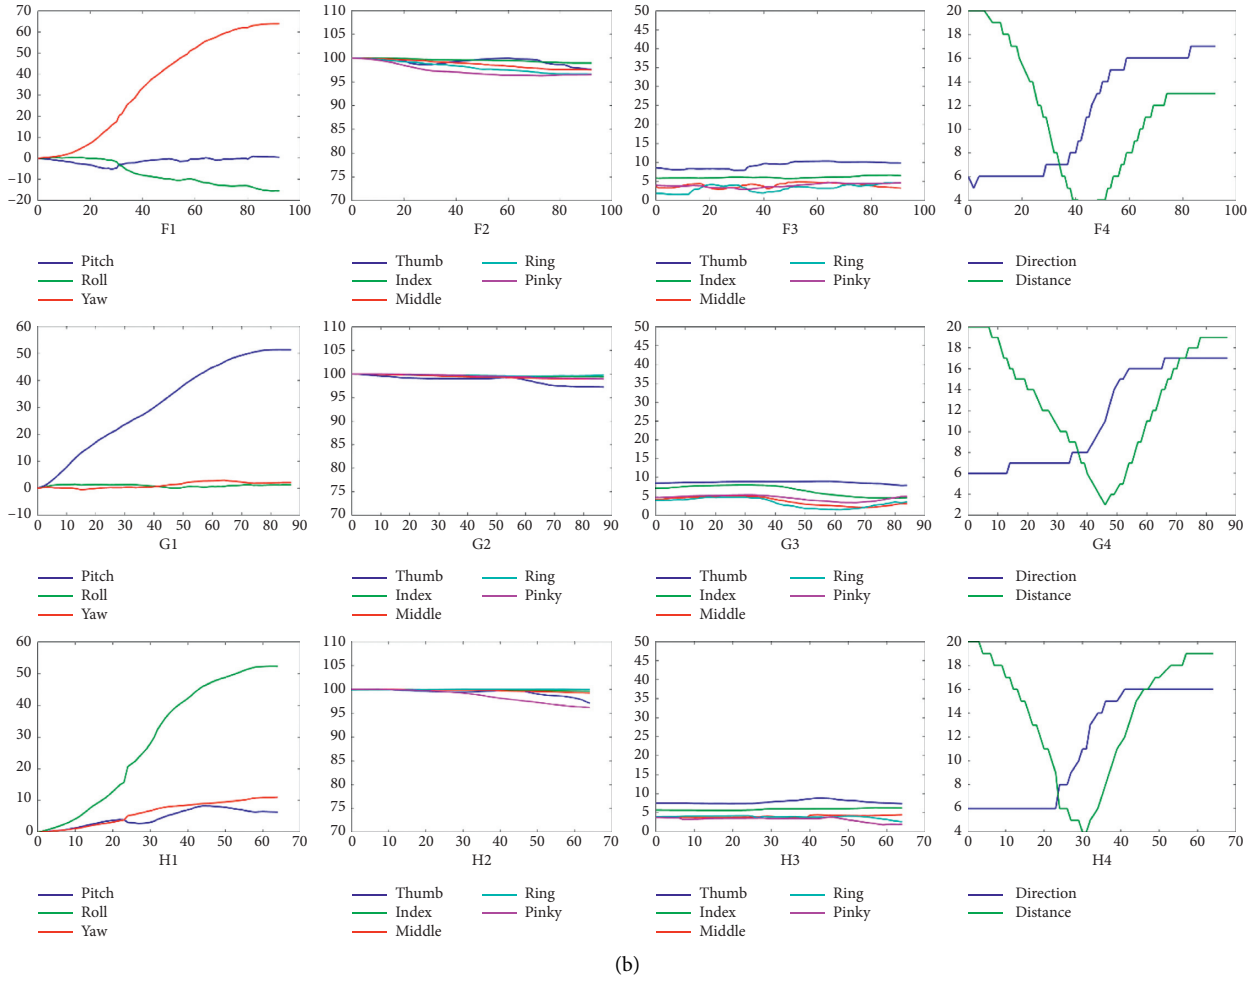 70
60
50
40
30
20
10
0
−10
−20
0 20 40 60 80 100
F1
Pitch
Roll
Yaw
110
105
100
95
90
85
80
75
70
0 20 40 60 80 100
F2
Thumb Ring
Index Pinky
Middle
50
45
40
35
30
25
20
15
10
5
0
0 20 40 60 80 100
F3
Thumb Ring
Index Pinky
Middle
20
18
16
14
12
10
8
6
4
0 20 40 60 80 100
F4
Direction
Distance
60
50
40
30
20
10
0
−10
0 10 20 30 40 50 60 70 80 90
G1
Pitch
Roll
Yaw
110
105
100
95
90
85
80
75
70
0 10 20 30 40 50 60 70 80 90
G2
Thumb Ring
Index Pinky
Middle
50
45
40
35
30
25
20
15
10
5
0
0 10 20 30 40 50 60 70 80 90
G3
Thumb Ring
Index Pinky
Middle
20
18
16
14
12
10
8
6
4
2
0 10 20 30 40 50 60 70 80 90
G4
Direction
Distance
60
50
40
30
20
10
0
0 10 20 30 40 50 60 70
H1
Pitch
Roll
Yaw
110
105
100
95
90
85
80
75
70
0 10 20 30 40 50 60 70
H2
Thumb Ring
Index Pinky
Middle
50
45
40
35
30
25
20
15
10
5
0
0 10 20 30 40 50 60 70
H3
Thumb Ring
Index Pinky
Middle
20
18
16
14
12
10
8
6
4
0 10 20 30 40 50 60 70
H4
Direction
Distance
(b)